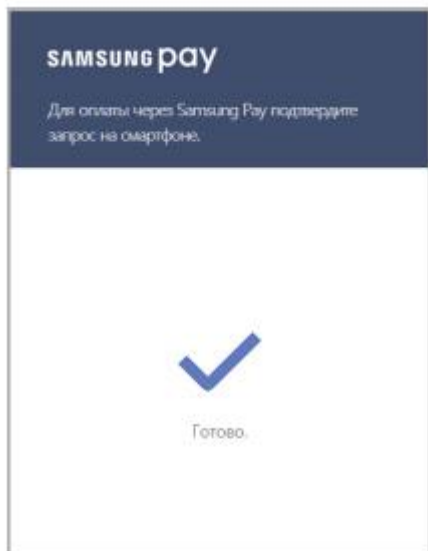 SAMSUNG pay
Для оплаты через Samsung Pay подтвердите
запрос на смартфоне.
Готово.